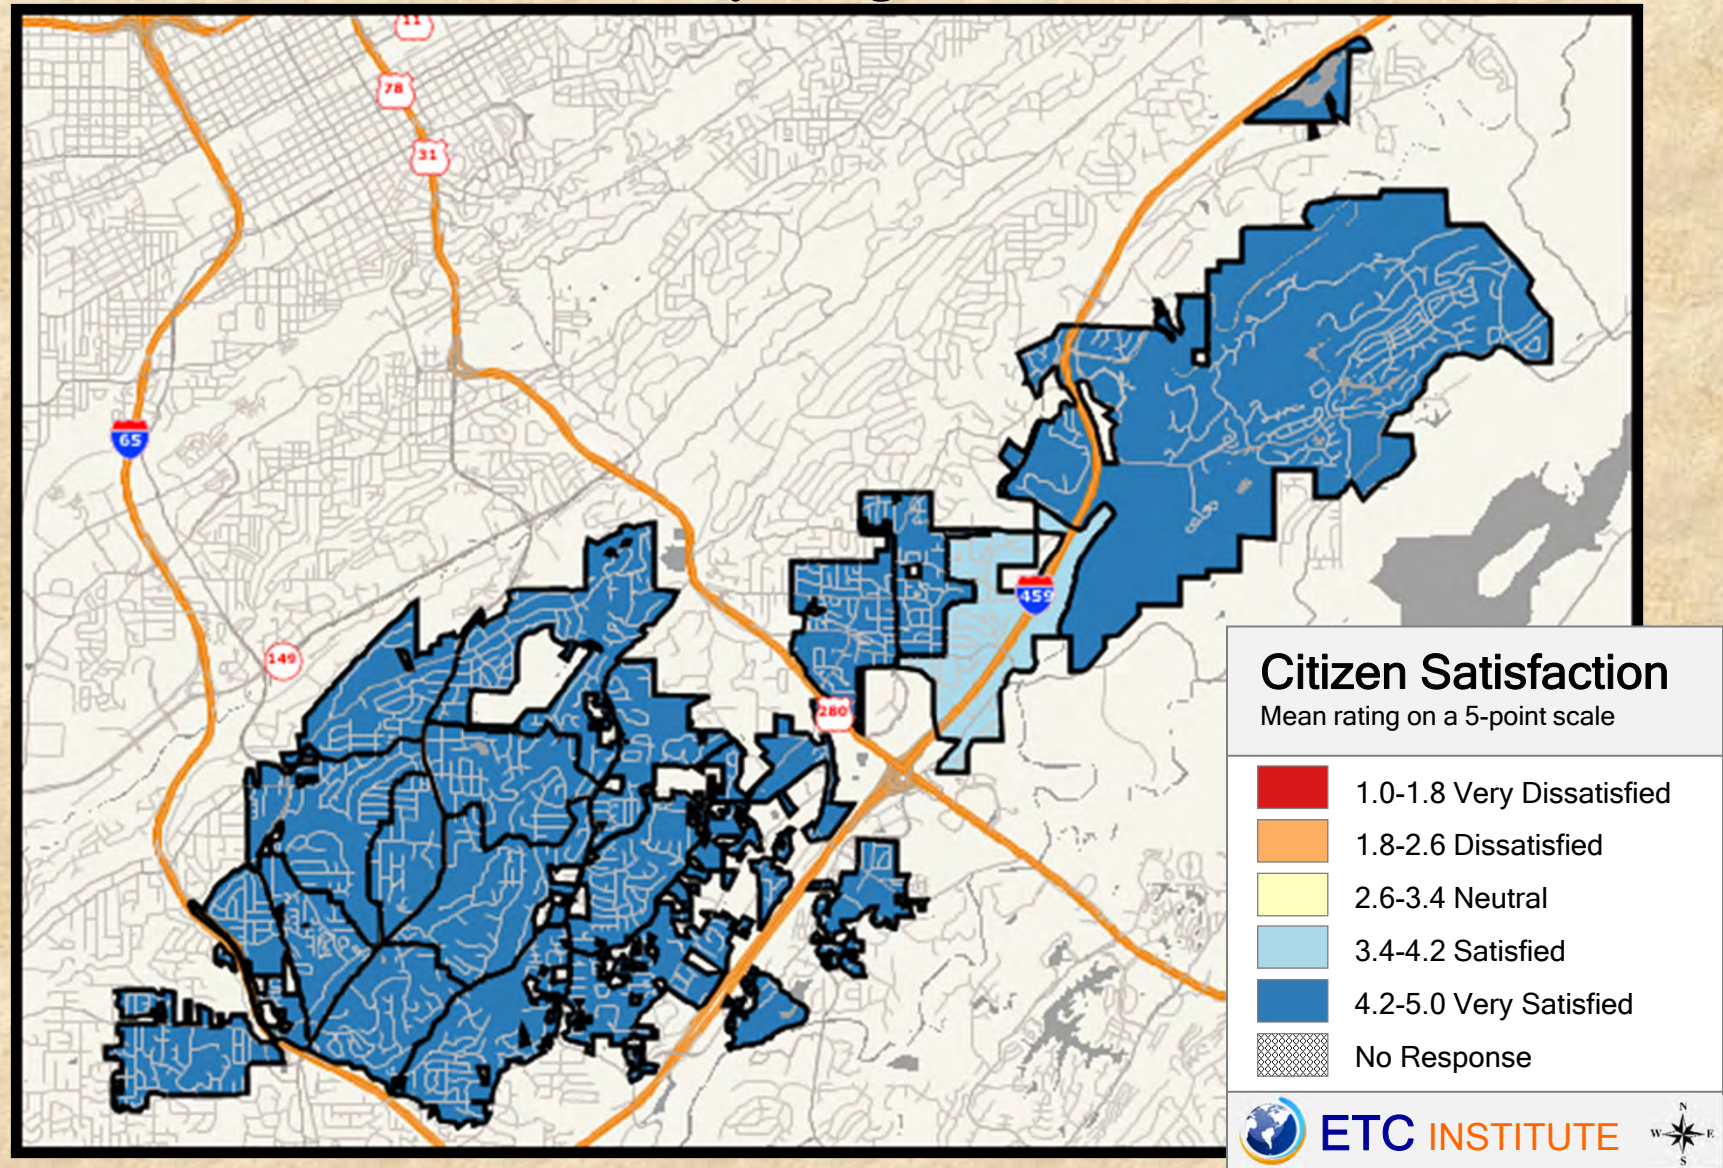 11
78
31
65
149
459
280
Citizen Satisfaction
Mean rating on a 5-point scale
1.0-1.8 Very Dissatisfied
1.8-2.6 Dissatisfied
2.6-3.4 Neutral
3.4-4.2 Satisfied
4.2-5.0 Very Satisfied
No Response
ETC INSTITUTE
N
W E
S